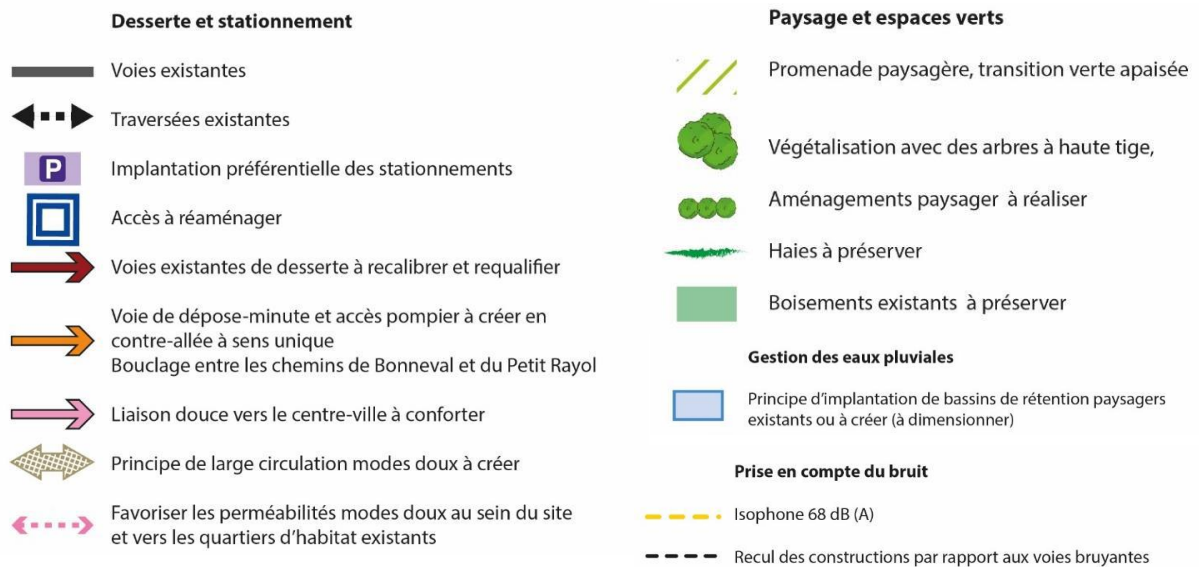 Desserte et stationnement
Voies existantes
Traversées existantes
P
Implantation préférentielle des stationnements
Accès à réaménager
Voies existantes de desserte à recalibrer et requalifier
Voie de dépose-minute et accès pompier à créer en
contre-allée à sens unique
Bouclage entre les chemins de Bonneval et du Petit Rayol
Liaison douce vers le centre-ville à conforter
Principe de large circulation modes doux à créer
Favoriser les perméabilités modes doux au sein du site
et vers les quartiers d’habitat existants
Paysage et espaces verts
Promenade paysagère, transition verte apaisée
Végétalisation avec des arbres à haute tige,
Aménagements paysager à réaliser
Haies à préserver
Boisements existants à préserver
Gestion des eaux pluviales
Principe d’implantation de bassins de rétention paysagers
existants ou à créer (à dimensionner)
Prise en compte du bruit
Isophone 68 dB (A)
Recul des constructions par rapport aux voies bruyantes